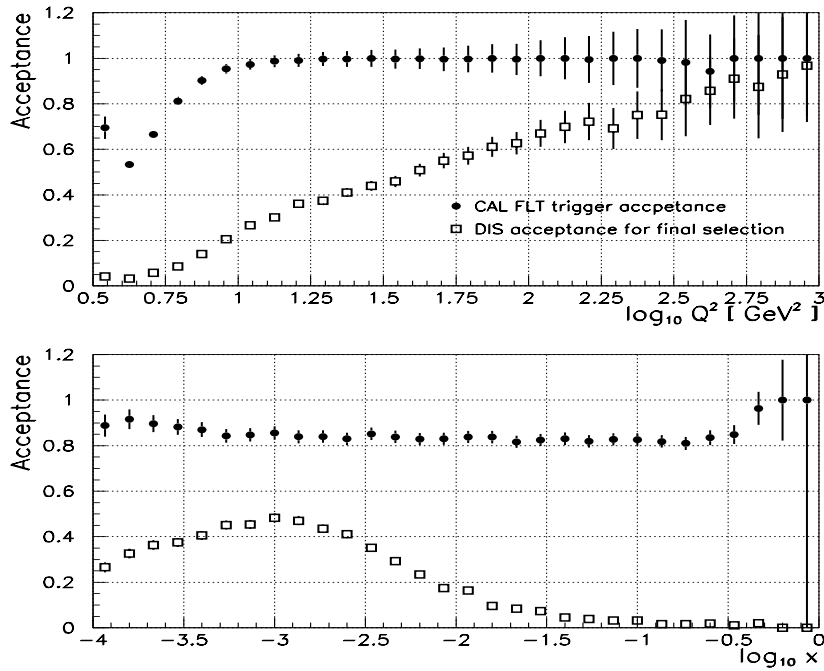 Acceptance
1.2
1
0.8
0.6
0.4
0.2
0
CAL FLT trigger accpetance
DIS acceptance for final selection
0.5 0.75 1 1.25 1.5 1.75 2 2.25 2.5 2.75 3
log₁₀ Q² [ GeV² ]
Acceptance
1.2
1
0.8
0.6
0.4
0.2
0
−4 −3.5 −3 −2.5 −2 −1.5 −1 −0.5 0
log₁₀ x